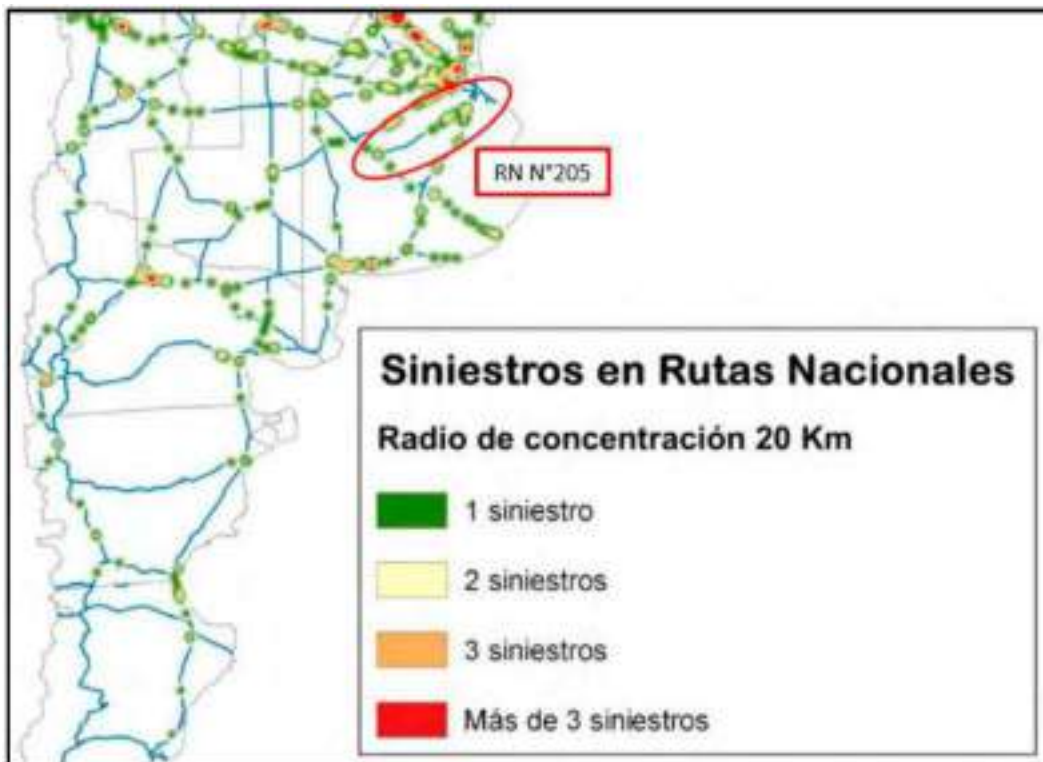 RN N°205
Siniestros en Rutas Nacionales
Radio de concentración 20 Km
1 siniestro
2 siniestros
3 siniestros
Más de 3 siniestros